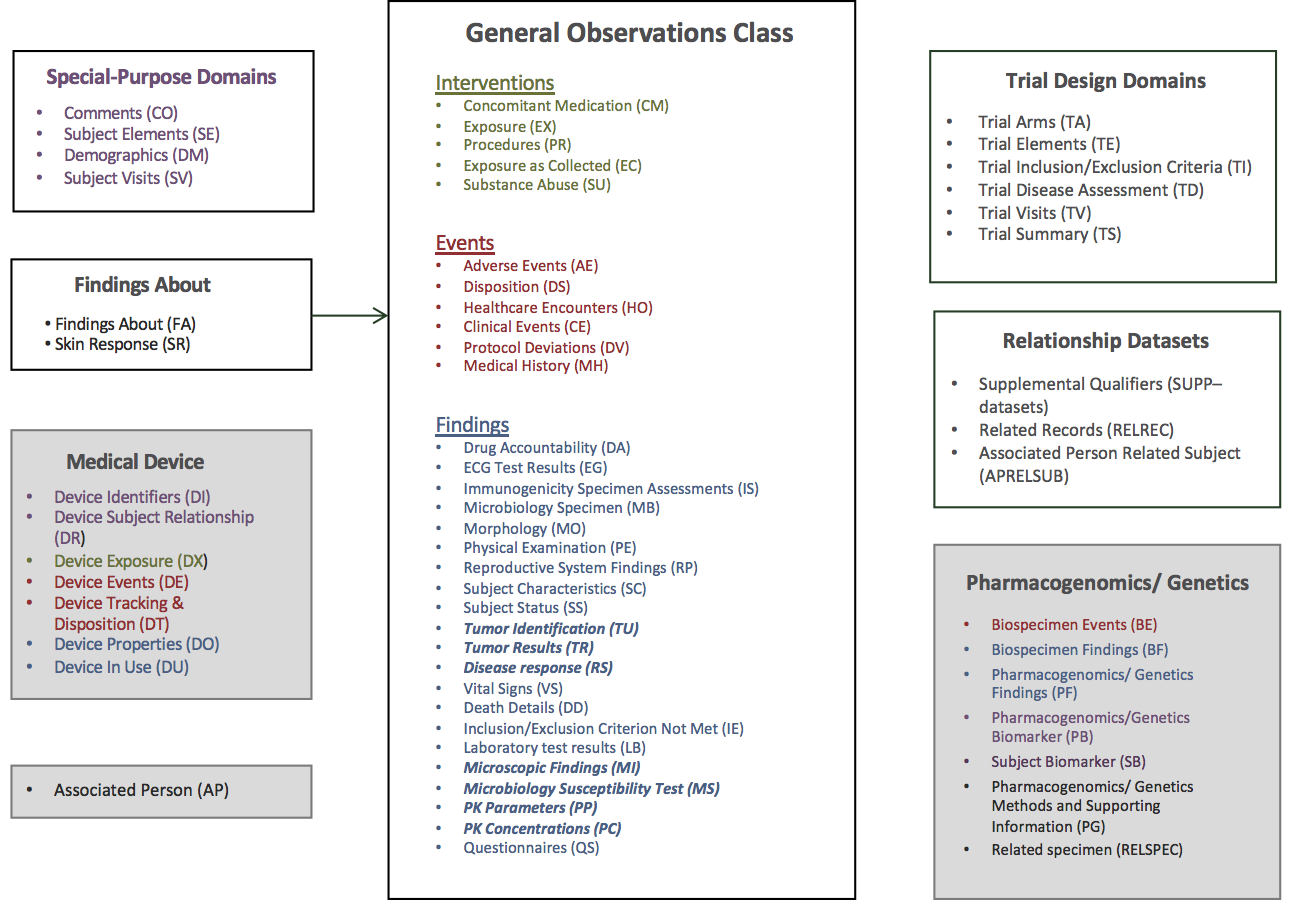 General Observations Class
Special-Purpose Domains
• Comments (CO)
• Subject Elements (SE)
• Demographics (DM)
• Subject Visits (SV)
Findings About
• Findings About (FA)
• Skin Response (SR)
Medical Device
• Device Identifiers (DI)
• Device Subject Relationship
(DR)
• Device Exposure (DX)
• Device Events (DE)
• Device Tracking &
Disposition (DT)
• Device Properties (DO)
• Device In Use (DU)
• Associated Person (AP)
Interventions
• Concomitant Medication (CM)
• Exposure (EX)
• Procedures (PR)
• Exposure as Collected (EC)
• Substance Abuse (SU)
Events
• Adverse Events (AE)
• Disposition (DS)
• Healthcare Encounters (HO)
• Clinical Events (CE)
• Protocol Deviations (DV)
• Medical History (MH)
Findings
• Drug Accountability (DA)
• ECG Test Results (EG)
• Immunogenicity Specimen Assessments (IS)
• Microbiology Specimen (MB)
• Morphology (MO)
• Physical Examination (PE)
• Reproductive System Findings (RP)
• Subject Characteristics (SC)
• Subject Status (SS)
• Tumor Identification (TU)
• Tumor Results (TR)
• Disease response (RS)
• Vital Signs (VS)
• Death Details (DD)
• Inclusion/Exclusion Criterion Not Met (IE)
• Laboratory test results (LB)
• Microscopic Findings (MI)
• Microbiology Susceptibility Test (MS)
• PK Parameters (PP)
• PK Concentrations (PC)
• Questionnaires (QS)
Trial Design Domains
• Trial Arms (TA)
• Trial Elements (TE)
• Trial Inclusion/Exclusion Criteria (TI)
• Trial Disease Assessment (TD)
• Trial Visits (TV)
• Trial Summary (TS)
Relationship Datasets
• Supplemental Qualifiers (SUPP–
datasets)
• Related Records (RELREC)
• Associated Person Related Subject
(APRELSUB)
Pharmacogenomics/ Genetics
• Biospecimen Events (BE)
• Biospecimen Findings (BF)
• Pharmacogenomics/ Genetics
Findings (PF)
• Pharmacogenomics/Genetics
Biomarker (PB)
• Subject Biomarker (SB)
• Pharmacogenomics/ Genetics
Methods and Supporting
Information (PG)
• Related specimen (RELSPEC)